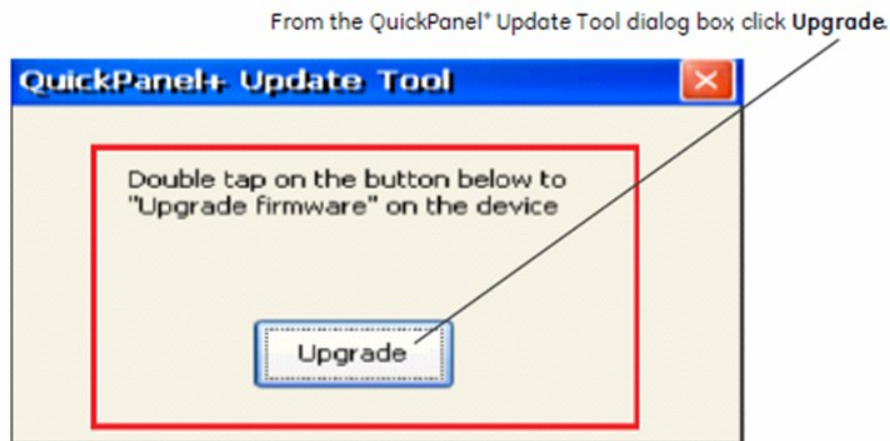 From the QuickPanel⁺ Update Tool dialog box, click Upgrade.
QuickPanel+ Update Tool
Double tap on the button below to
"Upgrade firmware" on the device
Upgrade